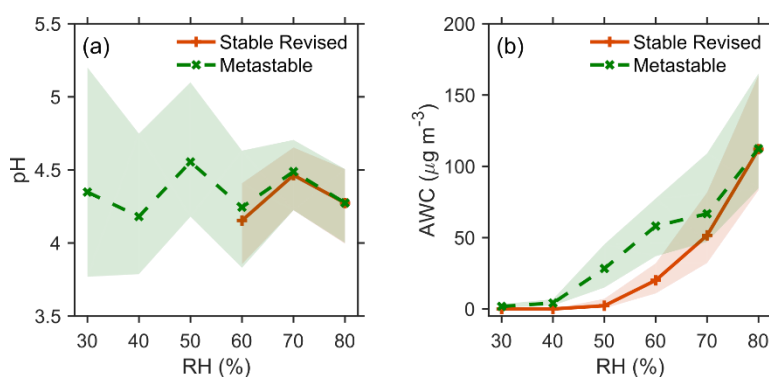 (a)
Stable Revised
Metastable
5.5
5
4.5
4
3.5
pH
30 40 50 60 70 80
RH (%)
(b)
Stable Revised
Metastable
200
150
100
50
0
AWC (μg m⁻³)
30 40 50 60 70 80
RH (%)